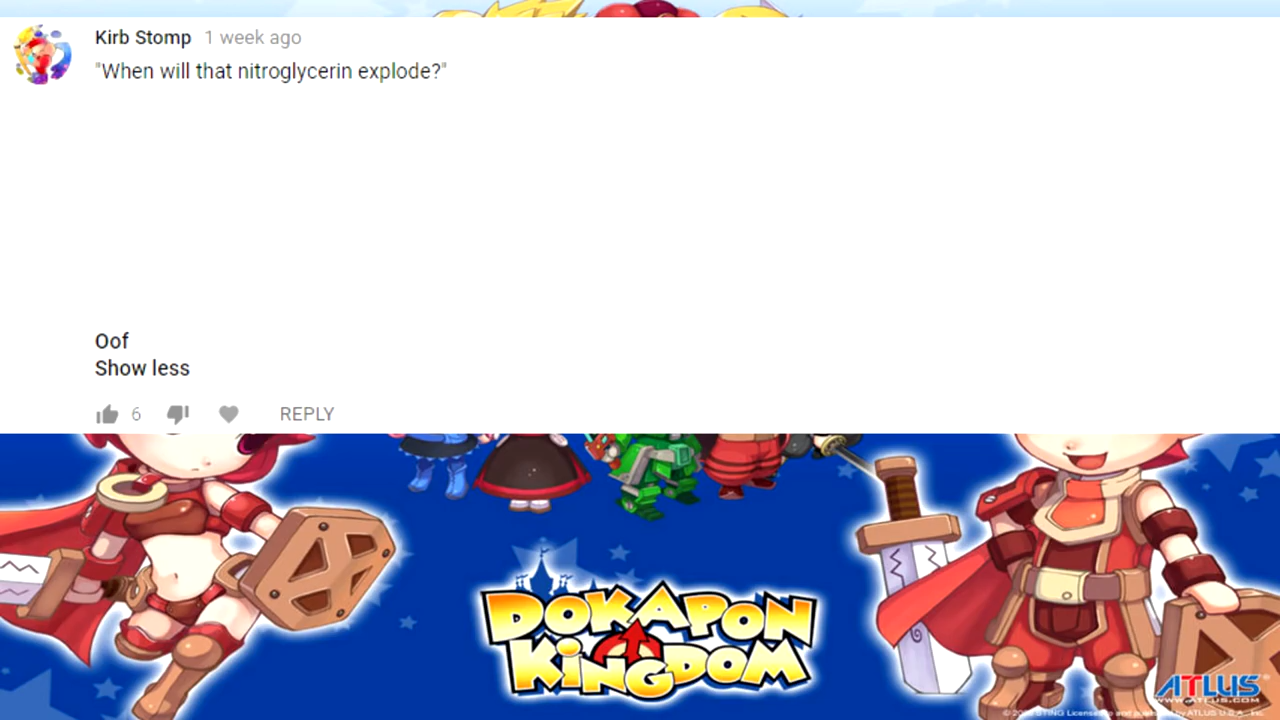 Kirb Stomp 1 week ago
"When will that nitroglycerin explode?"
Oof
Show less
6 REPLY
DOKAPON
KINGDOM
ATLUS
WWW.ATLUS.COM